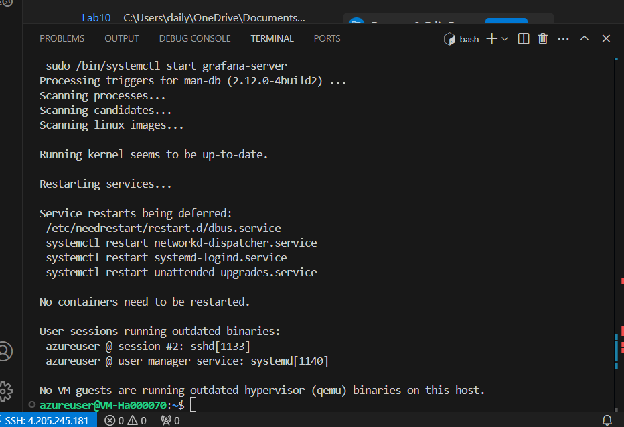 Lab10 C:\Users\daily\OneDrive\Documents...
PROBLEMS OUTPUT DEBUG CONSOLE TERMINAL PORTS
bash
sudo /bin/systemctl start grafana-server
Processing triggers for man-db (2.12.0-4build2) ...
Scanning processes...
Scanning candidates...
Scanning linux images...
Running kernel seems to be up-to-date.
Restarting services...
Service restarts being deferred:
/etc/needrestart/restart.d/dbus.service
systemctl restart networkd-dispatcher.service
systemctl restart systemd-logind.service
systemctl restart unattended-upgrades.service
No containers need to be restarted.
User sessions running outdated binaries:
azureuser @ session #2: sshd[1133]
azureuser @ user manager service: systemd[1140]
No VM guests are running outdated hypervisor (qemu) binaries on this host.
azureuser@VM-Ha000070:~$
SSH: 4.205.245.181 0 0 0